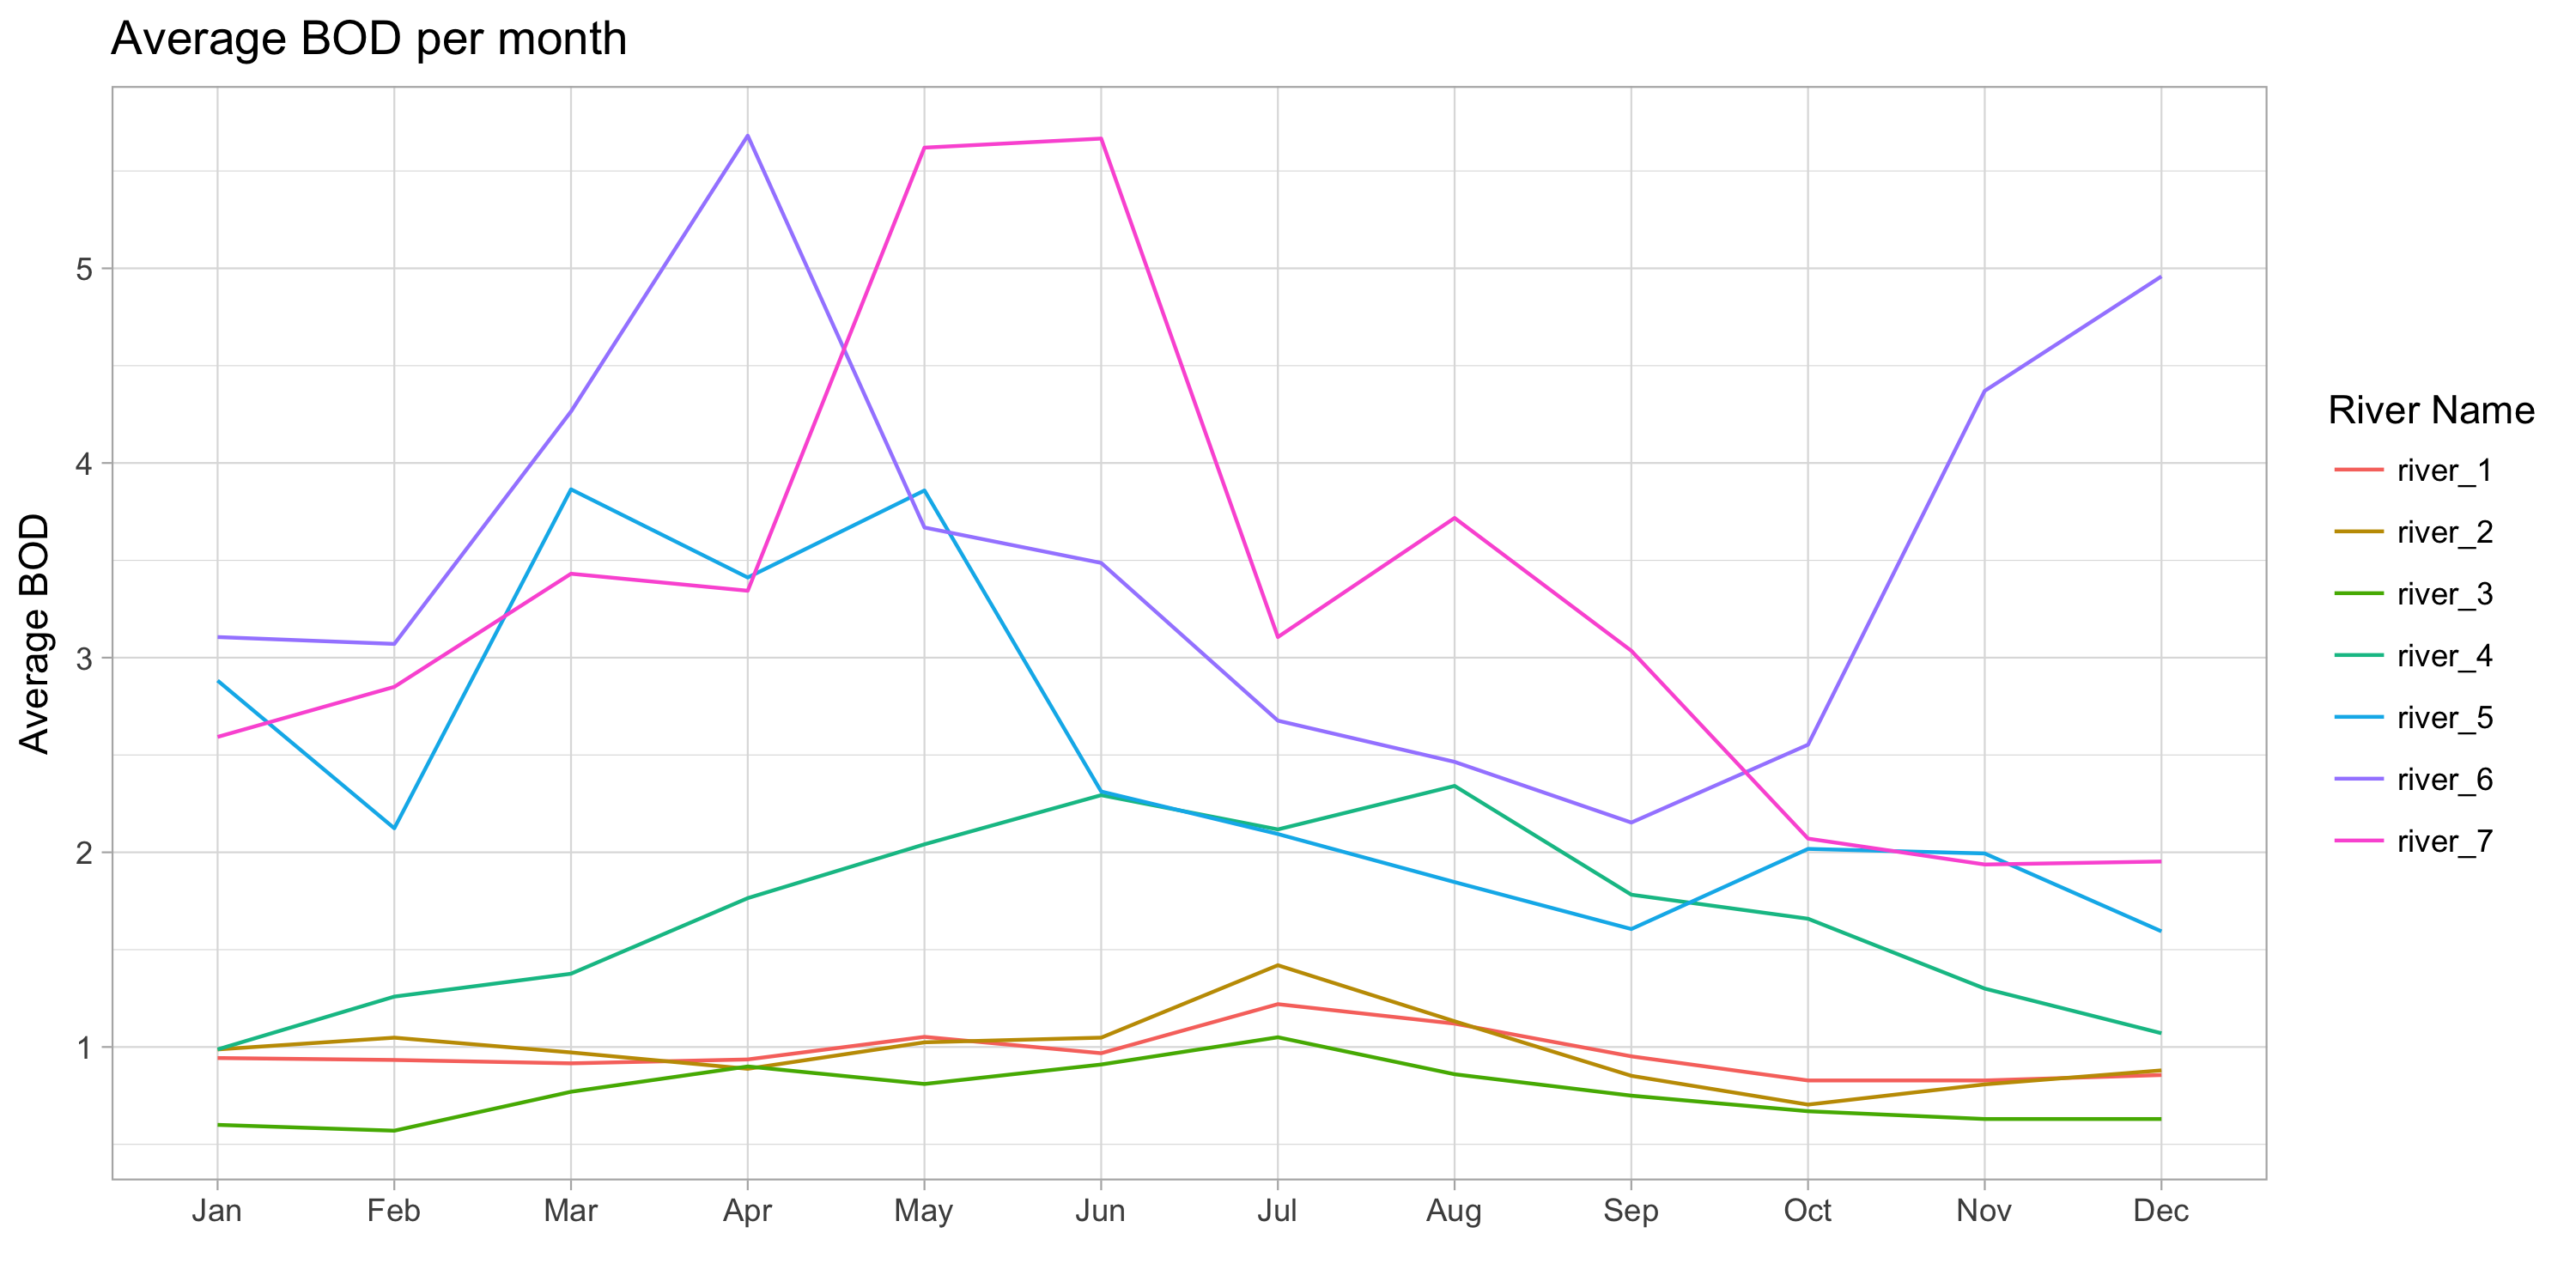 Average BOD per month
Average BOD
5
4
3
2
1
Jan Feb Mar Apr May Jun Jul Aug Sep Oct Nov Dec
River Name
river_1
river_2
river_3
river_4
river_5
river_6
river_7